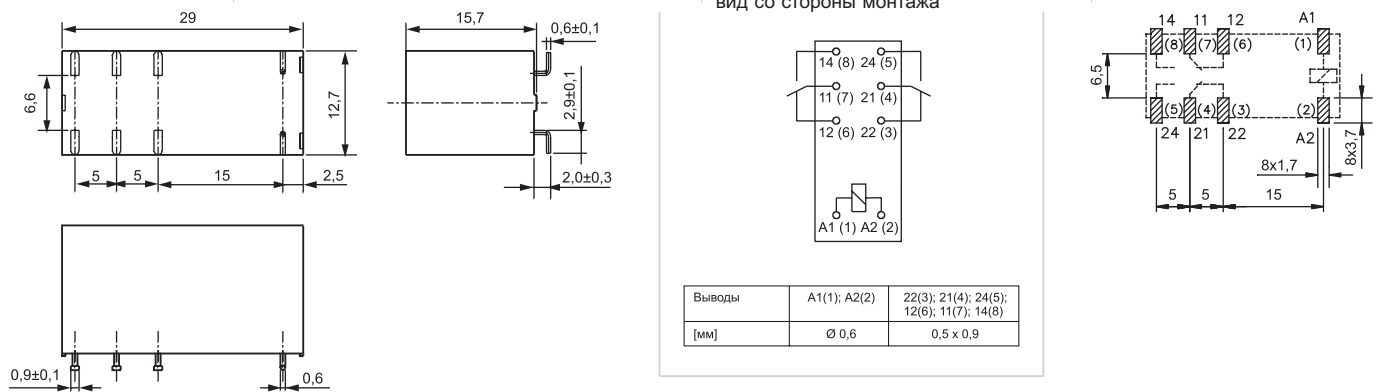 вид со стороны монтажа
29
15,7
0,6±0,1
6,6
12,7
2,9±0,1
5
5
15
2,5
2,0±0,3
0,9±0,1
0,6
14 (8) 24 (5)
11 (7) 21 (4)
12 (6) 22 (3)
A1 (1) A2 (2)
Выводы
A1(1); A2(2)
22(3); 21(4); 24(5);
12(6); 11(7); 14(8)
[мм]
Ø 0,6
0,5 x 0,9
14 11 12 A1
(8) (7) (6) (1)
6,5
(5) (4) (3) (2)
24 21 22 A2
8x1,7
8x3,7
5
5
15